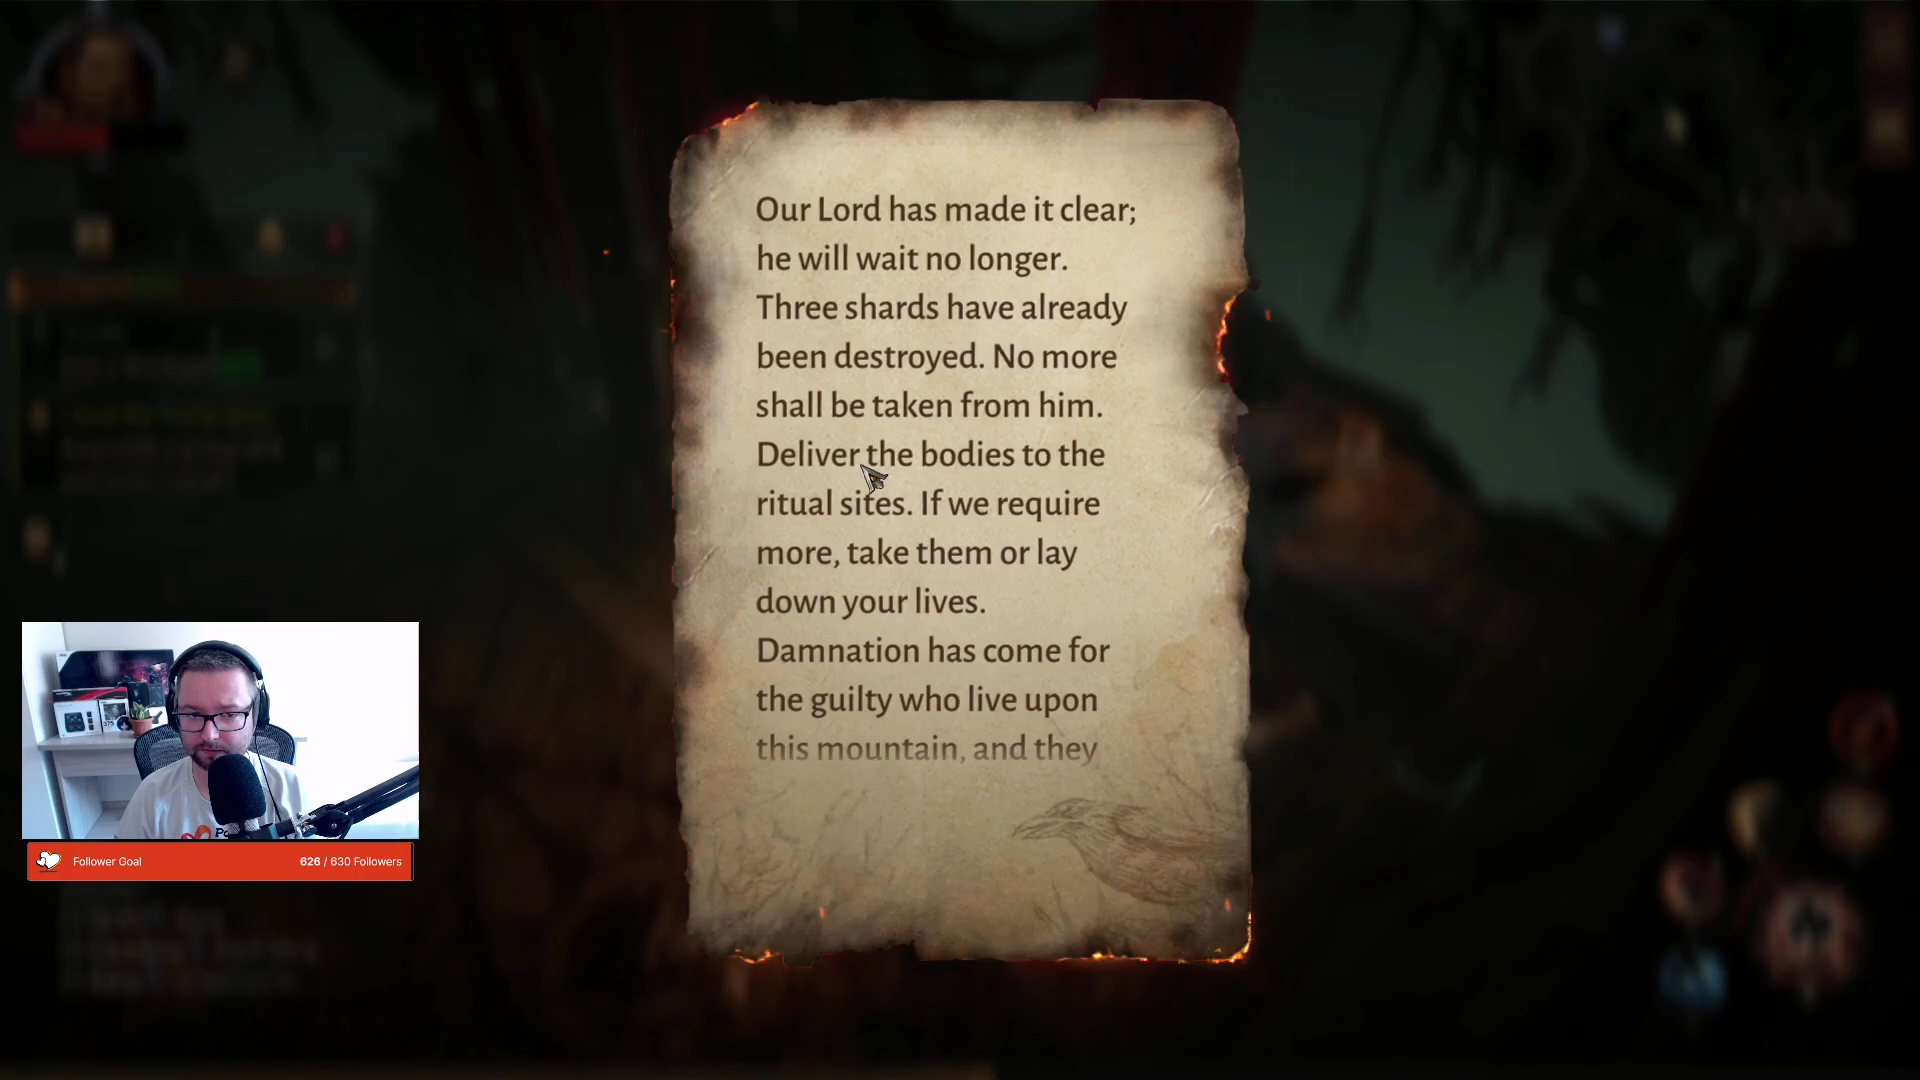 Our Lord has made it clear;
he will wait no longer.
Three shards have already
been destroyed. No more
shall be taken from him.
Deliver the bodies to the
ritual sites. If we require
more, take them or lay
down your lives.
Damnation has come for
the guilty who live upon
this mountain, and they
Follower Goal 626 / 630 Followers